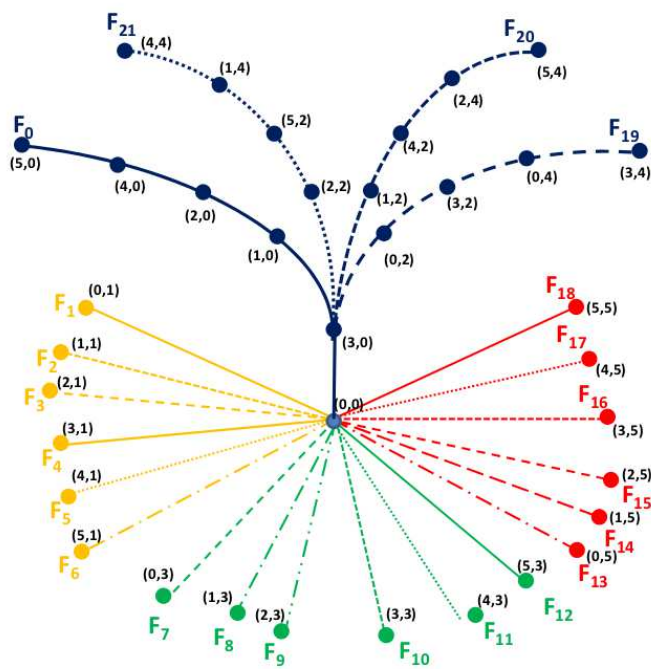 F21
(4,4)
F20
(5,4)
(1,4)
(2,4)
F0
(5,0)
(5,2)
(4,2)
F19
(3,4)
(4,0)
(0,4)
(2,0)
(2,2)
(1,2)
(3,2)
(1,0)
(0,2)
(3,0)
F1
(0,1)
F18
(5,5)
F2
(1,1)
F17
(4,5)
F3
(2,1)
(0,0)
F16
(3,5)
F4
(3,1)
F5
(4,1)
(2,5)
F15
F6
(5,1)
(1,5)
F14
(0,5)
F13
(0,3)
F7
(1,3)
F8
(2,3)
F9
(3,3)
F10
(4,3)
F11
(5,3)
F12